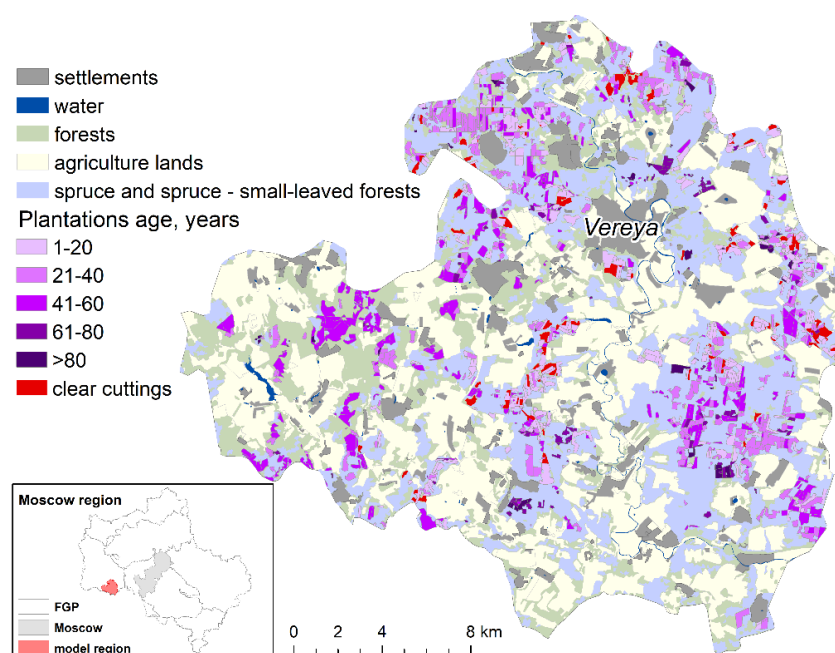 settlements
water
forests
agriculture lands
spruce and spruce - small-leaved forests
Plantations age, years
1-20
21-40
41-60
61-80
>80
clear cuttings
Vereya
Moscow region
FGP
Moscow
model region
0 2 4 8 km